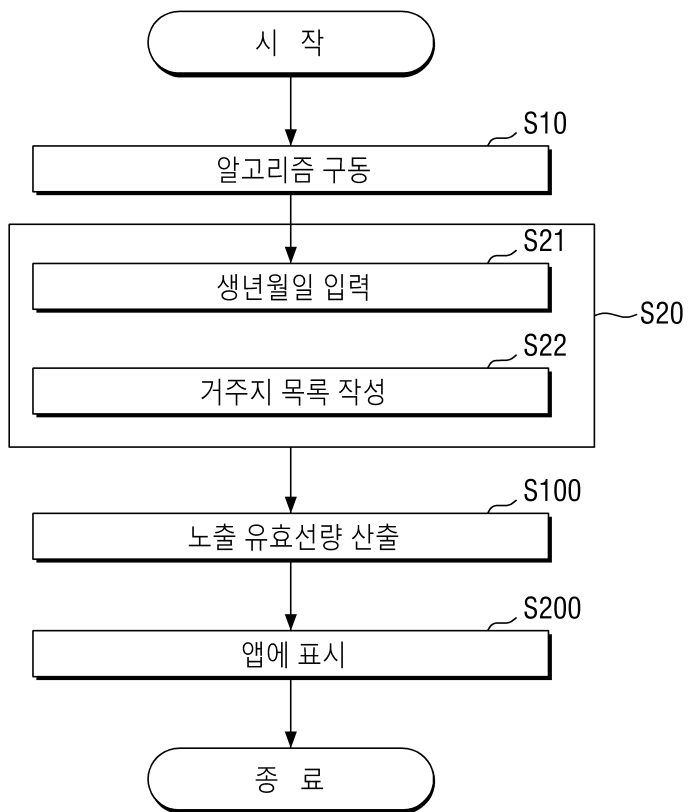 시 작
S10
알고리즘 구동
S21
생년월일 입력
S20
S22
거주지 목록 작성
S100
노출 유효선량 산출
S200
앱에 표시
종 료